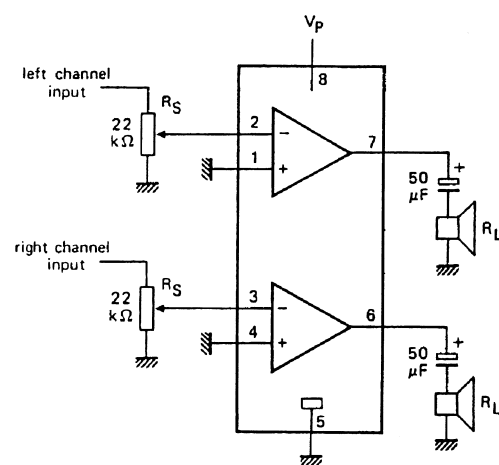 V_P
8
left channel
input
R_S
22
kΩ
2
−
1
+
7
+
50
μF
R_L
right channel
input
R_S
22
kΩ
3
−
4
+
6
+
50
μF
R_L
5